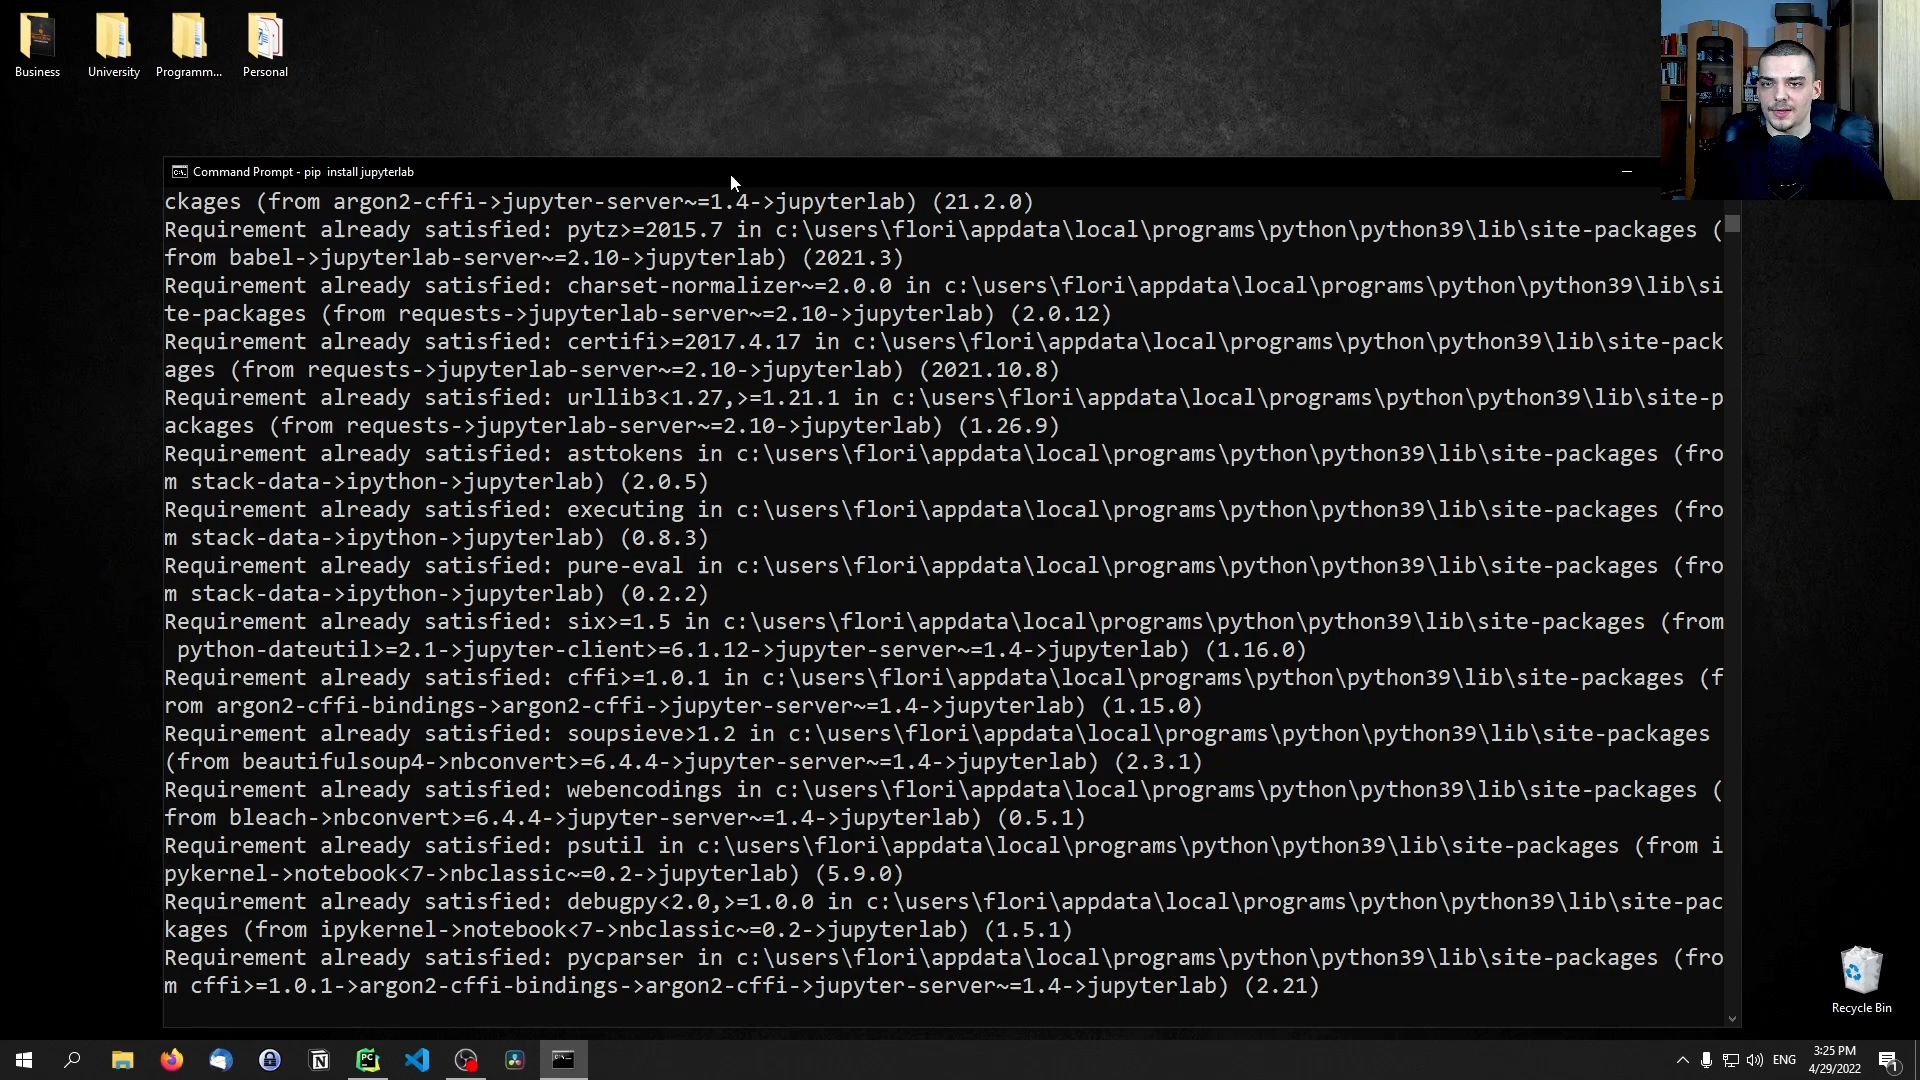 Business
University
Programm...
Personal
Command Prompt - pip  install jupyterlab
ckages (from argon2-cffi->jupyter-server~=1.4->jupyterlab) (21.2.0)
Requirement already satisfied: pytz>=2015.7 in c:\users\flori\appdata\local\programs\python\python39\lib\site-packages (
from babel->jupyterlab-server~=2.10->jupyterlab) (2021.3)
Requirement already satisfied: charset-normalizer~=2.0.0 in c:\users\flori\appdata\local\programs\python\python39\lib\si
te-packages (from requests->jupyterlab-server~=2.10->jupyterlab) (2.0.12)
Requirement already satisfied: certifi>=2017.4.17 in c:\users\flori\appdata\local\programs\python\python39\lib\site-pack
ages (from requests->jupyterlab-server~=2.10->jupyterlab) (2021.10.8)
Requirement already satisfied: urllib3<1.27,>=1.21.1 in c:\users\flori\appdata\local\programs\python\python39\lib\site-p
ackages (from requests->jupyterlab-server~=2.10->jupyterlab) (1.26.9)
Requirement already satisfied: asttokens in c:\users\flori\appdata\local\programs\python\python39\lib\site-packages (fro
m stack-data->ipython->jupyterlab) (2.0.5)
Requirement already satisfied: executing in c:\users\flori\appdata\local\programs\python\python39\lib\site-packages (fro
m stack-data->ipython->jupyterlab) (0.8.3)
Requirement already satisfied: pure-eval in c:\users\flori\appdata\local\programs\python\python39\lib\site-packages (fro
m stack-data->ipython->jupyterlab) (0.2.2)
Requirement already satisfied: six>=1.5 in c:\users\flori\appdata\local\programs\python\python39\lib\site-packages (from
 python-dateutil>=2.1->jupyter-client>=6.1.12->jupyter-server~=1.4->jupyterlab) (1.16.0)
Requirement already satisfied: cffi>=1.0.1 in c:\users\flori\appdata\local\programs\python\python39\lib\site-packages (f
rom argon2-cffi-bindings->argon2-cffi->jupyter-server~=1.4->jupyterlab) (1.15.0)
Requirement already satisfied: soupsieve>1.2 in c:\users\flori\appdata\local\programs\python\python39\lib\site-packages
(from beautifulsoup4->nbconvert>=6.4.4->jupyter-server~=1.4->jupyterlab) (2.3.1)
Requirement already satisfied: webencodings in c:\users\flori\appdata\local\programs\python\python39\lib\site-packages (
from bleach->nbconvert>=6.4.4->jupyter-server~=1.4->jupyterlab) (0.5.1)
Requirement already satisfied: psutil in c:\users\flori\appdata\local\programs\python\python39\lib\site-packages (from i
pykernel->notebook<7->nbclassic~=0.2->jupyterlab) (5.9.0)
Requirement already satisfied: debugpy<2.0,>=1.0.0 in c:\users\flori\appdata\local\programs\python\python39\lib\site-pac
kages (from ipykernel->notebook<7->nbclassic~=0.2->jupyterlab) (1.5.1)
Requirement already satisfied: pycparser in c:\users\flori\appdata\local\programs\python\python39\lib\site-packages (fro
m cffi>=1.0.1->argon2-cffi-bindings->argon2-cffi->jupyter-server~=1.4->jupyterlab) (2.21)
Recycle Bin
ENG
3:25 PM
4/29/2022
1